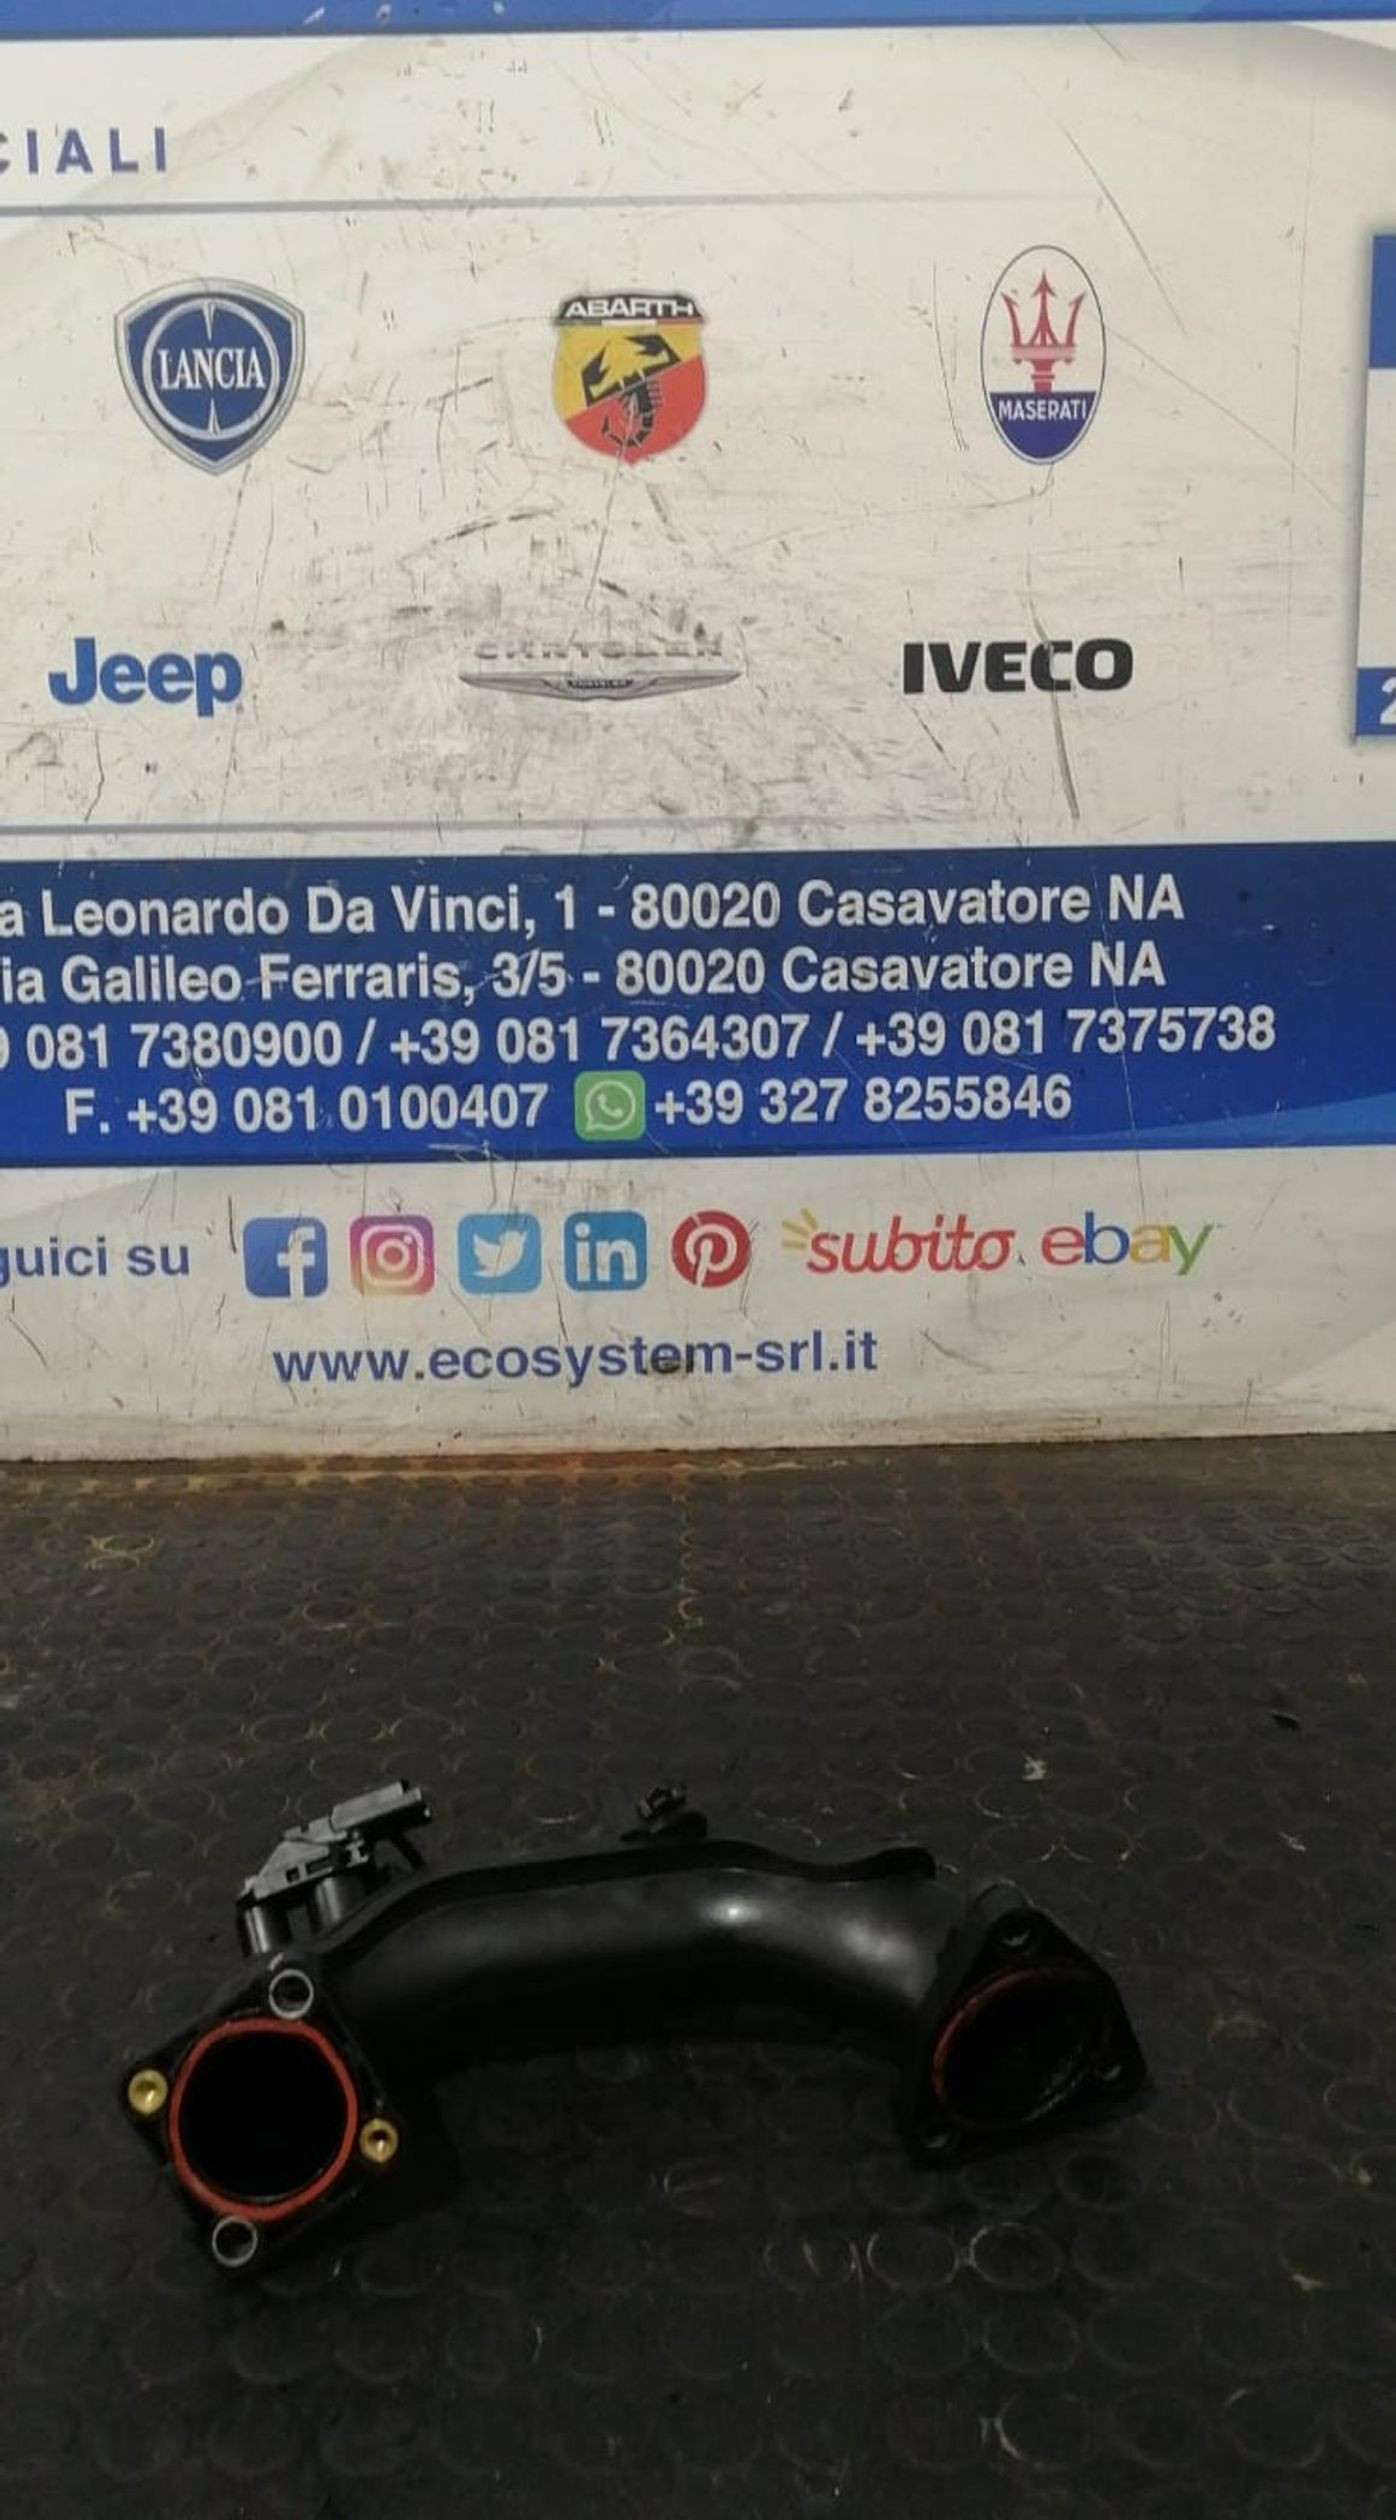 CIALI
LANCIA
ABARTH
MASERATI
Jeep
CHRYSLER
IVECO
2
a Leonardo Da Vinci, 1 - 80020 Casavatore NA
ia Galileo Ferraris, 3/5 - 80020 Casavatore NA
081 7380900 / +39 081 7364307 / +39 081 7375738
F. +39 081 0100407 +39 327 8255846
guici su
subito ebay
www.ecosystem-srl.it